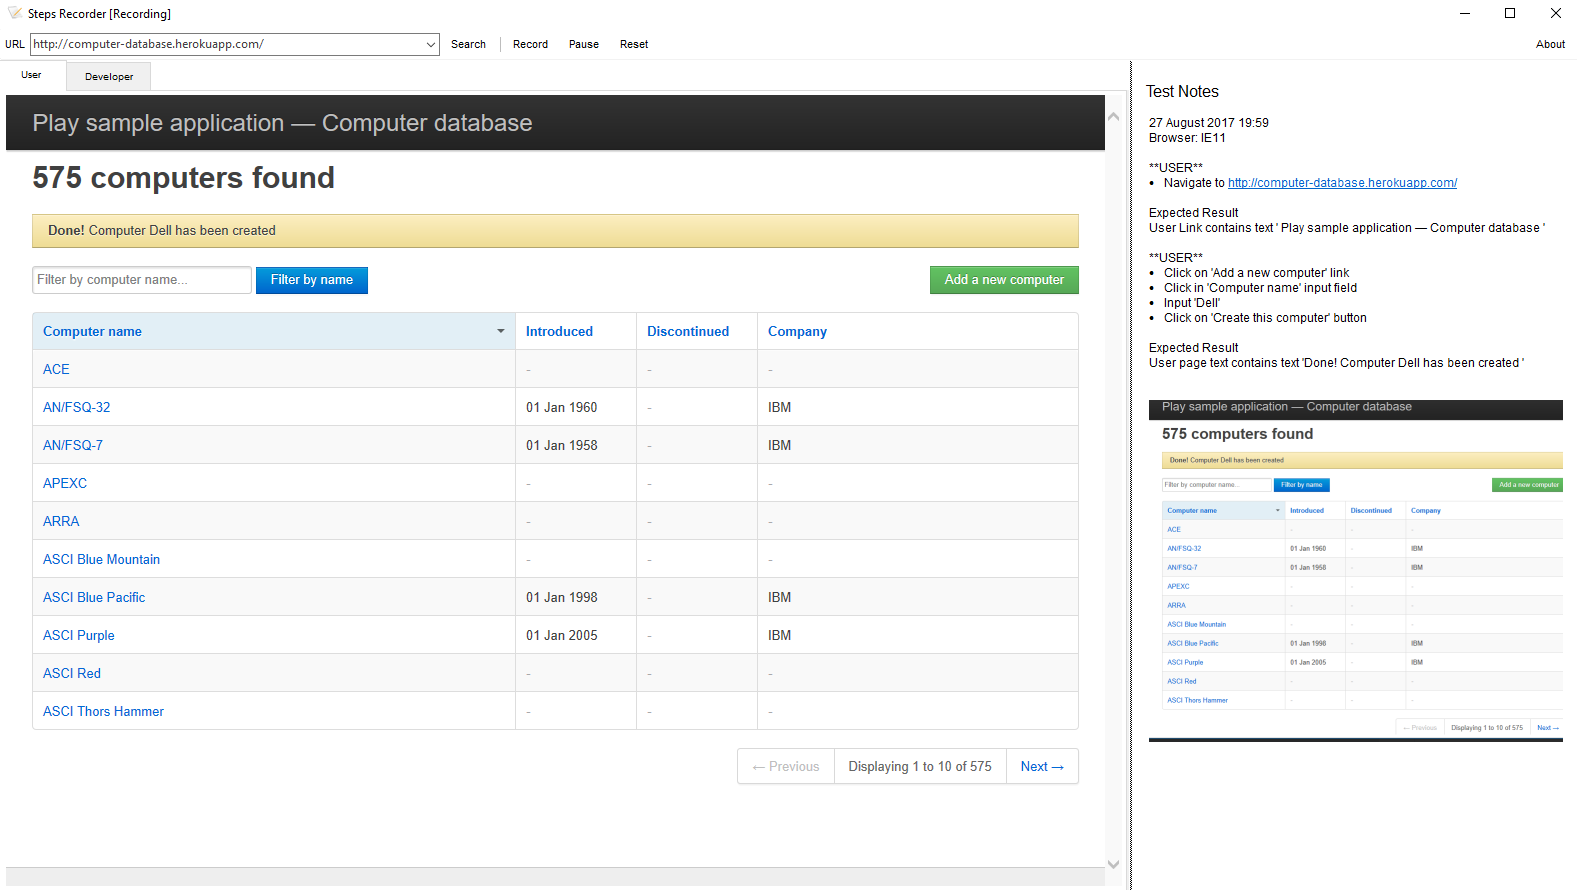 Steps Recorder [Recording]
URL http://computer-database.herokuapp.com/ Search Record Pause Reset About
User Developer
Play sample application — Computer database
575 computers found
Done! Computer Dell has been created
Filter by computer name... Filter by name Add a new computer
Computer name Introduced Discontinued Company
ACE - - -
AN/FSQ-32 01 Jan 1960 - IBM
AN/FSQ-7 01 Jan 1958 - IBM
APEXC - - -
ARRA - - -
ASCI Blue Mountain - - -
ASCI Blue Pacific 01 Jan 1998 - IBM
ASCI Purple 01 Jan 2005 - IBM
ASCI Red - - -
ASCI Thors Hammer - - -
← Previous Displaying 1 to 10 of 575 Next →
Test Notes
27 August 2017 19:59
Browser: IE11
**USER**
• Navigate to http://computer-database.herokuapp.com/
Expected Result
User Link contains text ' Play sample application — Computer database '
**USER**
• Click on 'Add a new computer' link
• Click in 'Computer name' input field
• Input 'Dell'
• Click on 'Create this computer' button
Expected Result
User page text contains text 'Done! Computer Dell has been created '
Play sample application — Computer database
575 computers found
Done! Computer Dell has been created
Filter by computer name... Filter by name Add a new computer
Computer name Introduced Discontinued Company
ACE - - -
AN/FSQ-32 01 Jan 1960 - IBM
AN/FSQ-7 01 Jan 1958 - IBM
APEXC - - -
ARRA - - -
ASCI Blue Mountain - - -
ASCI Blue Pacific 01 Jan 1998 - IBM
ASCI Purple 01 Jan 2005 - IBM
ASCI Red - - -
ASCI Thors Hammer - - -
← Previous Displaying 1 to 10 of 575 Next →